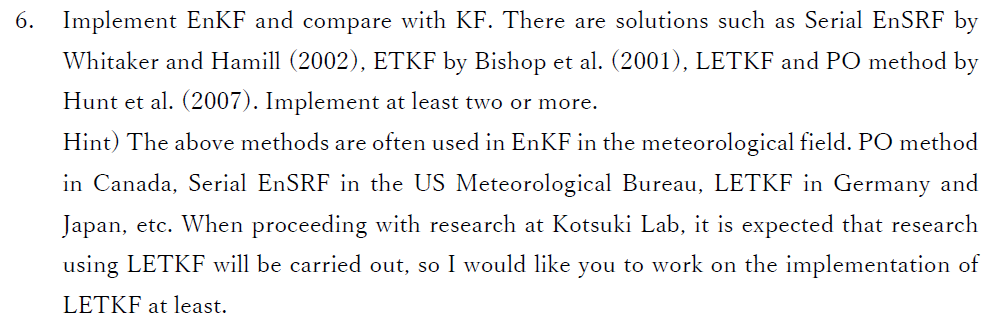 6. Implement EnKF and compare with KF. There are solutions such as Serial EnSRF by
Whitaker and Hamill (2002), ETKF by Bishop et al. (2001), LETKF and PO method by
Hunt et al. (2007). Implement at least two or more.
Hint) The above methods are often used in EnKF in the meteorological field. PO method
in Canada, Serial EnSRF in the US Meteorological Bureau, LETKF in Germany and
Japan, etc. When proceeding with research at Kotsuki Lab, it is expected that research
using LETKF will be carried out, so I would like you to work on the implementation of
LETKF at least.